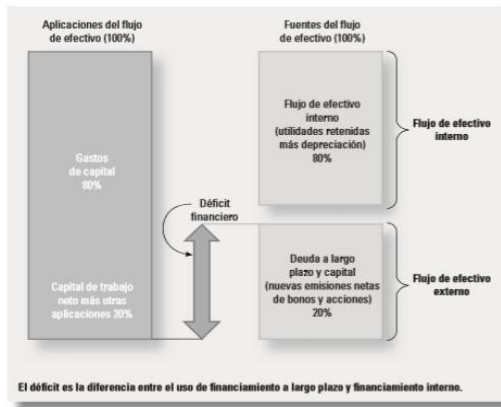 Aplicaciones del flujo
de efectivo (100%)
Fuentes del flujo
de efectivo (100%)
Gastos
de capital
80%
Capital de trabajo
neto más otras
aplicaciones 20%
Déficit
financiero
Flujo de efectivo
interno
(utilidades retenidas
más depreciación)
80%
Flujo de efectivo
interno
Deuda a largo
plazo y capital
(nuevas emisiones netas
de bonos y acciones)
20%
Flujo de efectivo
externo
El déficit es la diferencia entre el uso de financiamiento a largo plazo y financiamiento interno.